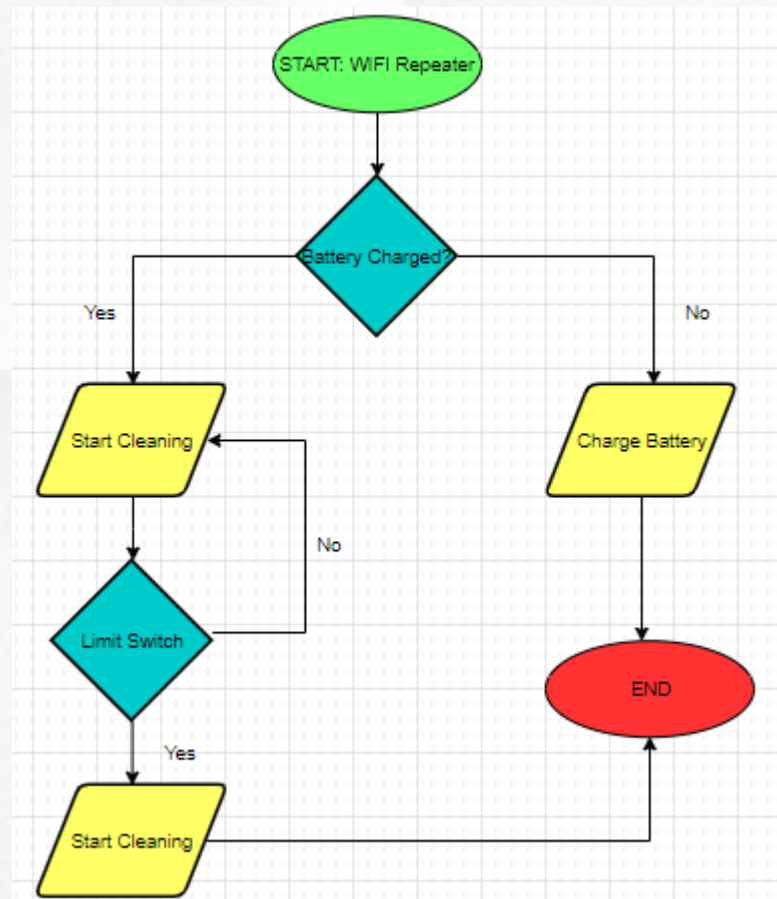 START: WIFI Repeater
Battery Charged?
Yes
No
Start Cleaning
Charge Battery
No
Limit Switch
END
Yes
Start Cleaning